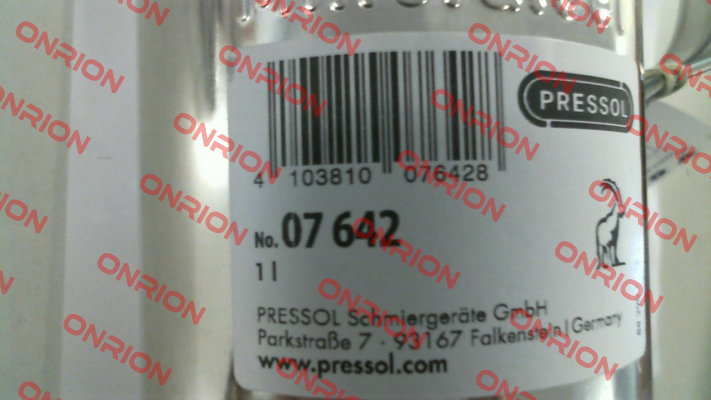 PRESSOL
4 103810 076428
No. 07 642
1 l
PRESSOL Schmiergeräte GmbH
Parkstraße 7 · 93167 Falkenstein | Germany
www.pressol.com
ONRION